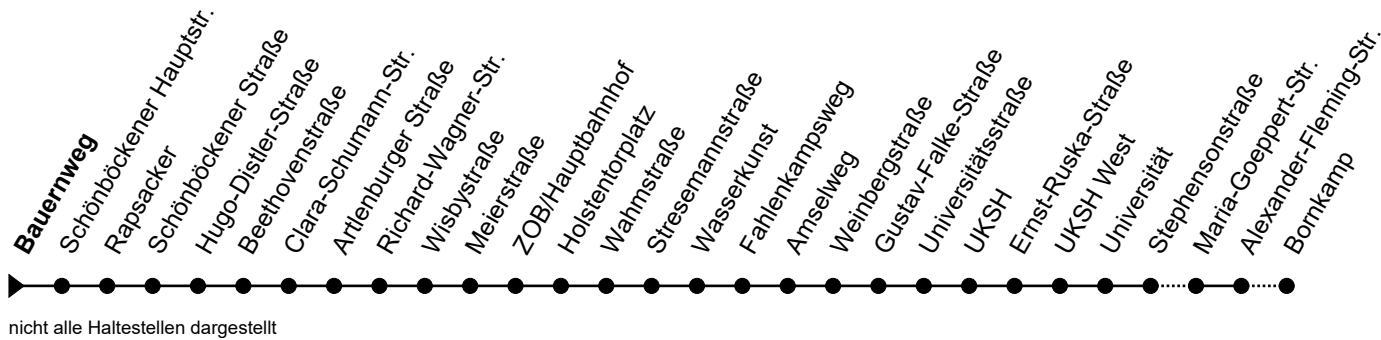 Bauernweg
Schönböckener Hauptstr.
Rapsacker
Schönböckener Straße
Hugo-Distler-Straße
Beethovenstraße
Clara-Schumann-Str.
Artlenburger Straße
Richard-Wagner-Str.
Wisbystraße
Meierstraße
ZOB/Hauptbahnhof
Holstentorplatz
Wahmstraße
Stresemannstraße
Wasserkunst
Fahlenkampsweg
Amselweg
Weinbergstraße
Gustav-Falke-Straße
Universitätsstraße
UKSH
Ernst-Ruska-Straße
UKSH West
Universität
Stephensonstraße
Maria-Goeppert-Str.
Alexander-Fleming-Str.
Bornkamp
nicht alle Haltestellen dargestellt